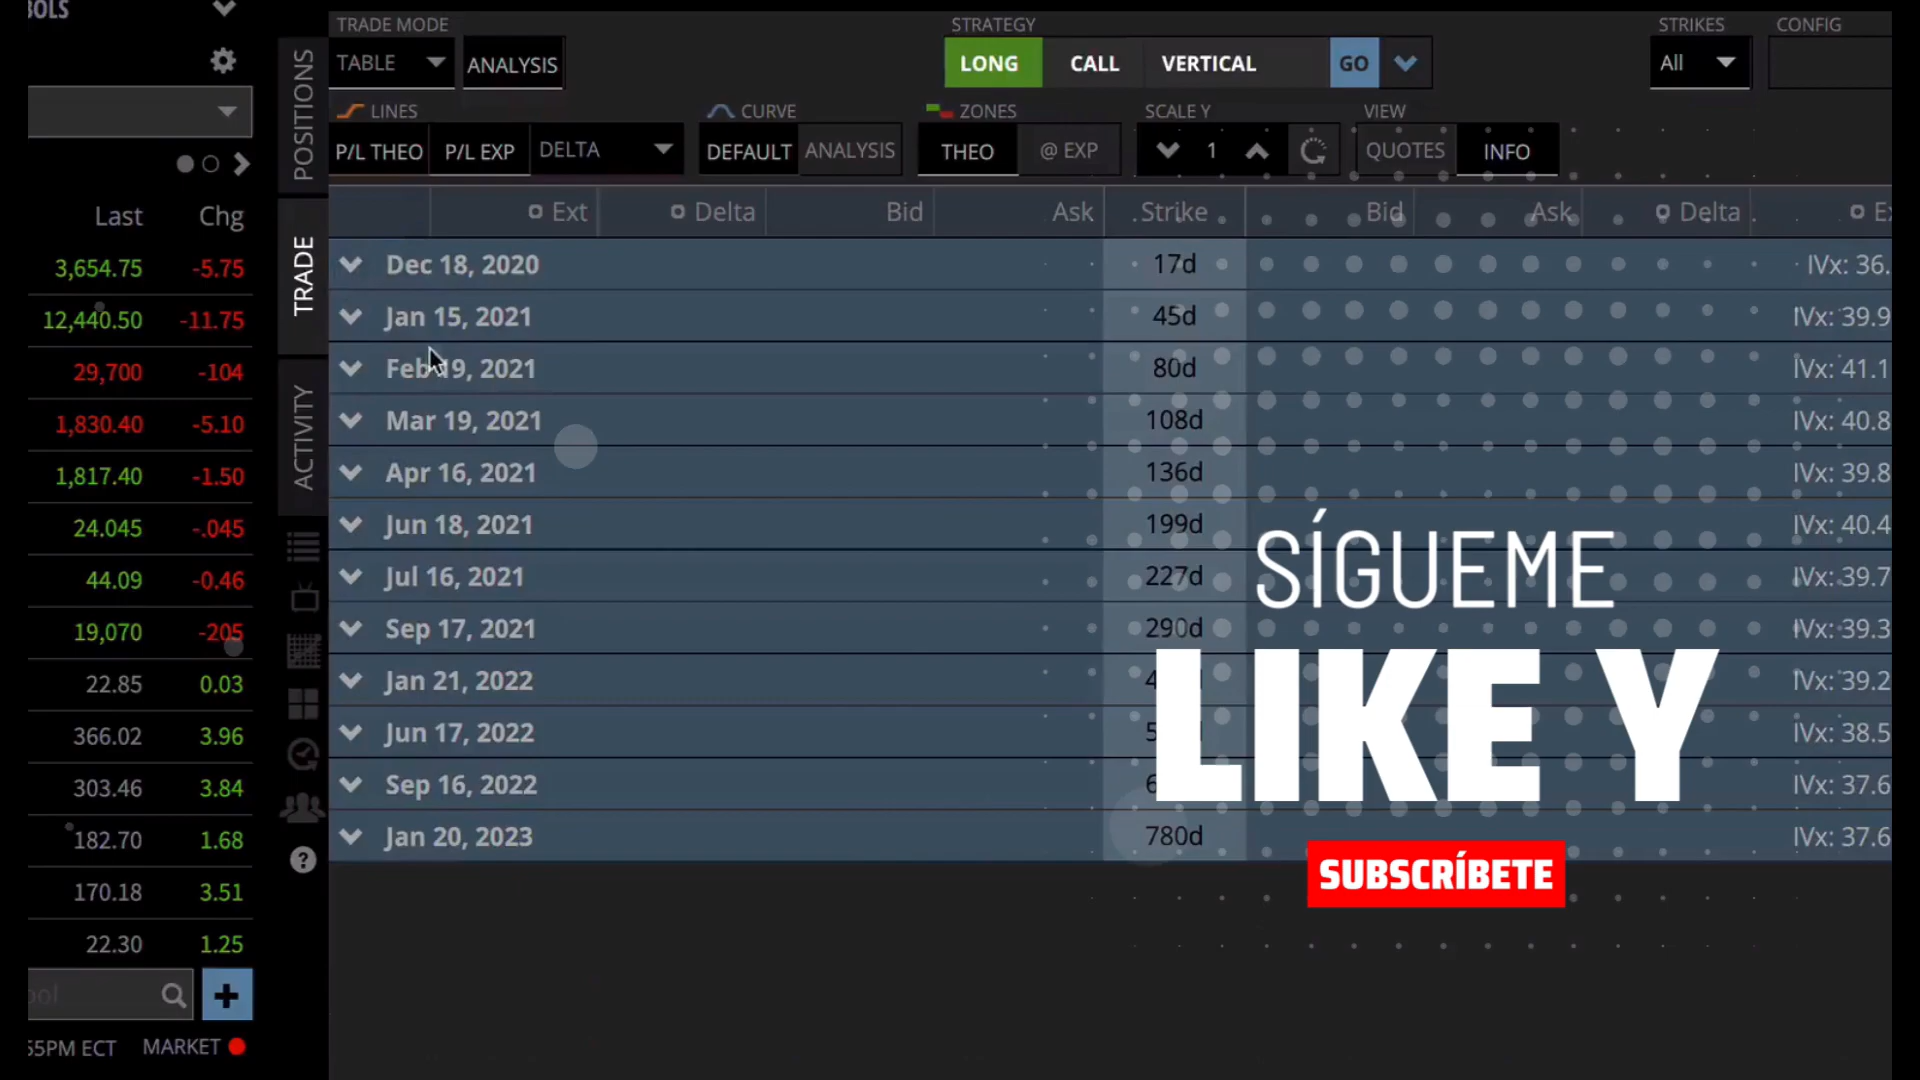 BOLS
TRADE MODE
STRATEGY
STRIKES
CONFIG
TABLE
ANALYSIS
LONG
CALL
VERTICAL
GO
All
LINES
CURVE
ZONES
SCALE Y
VIEW
P/L THEO
P/L EXP
DELTA
DEFAULT
ANALYSIS
THEO
@ EXP
1
QUOTES
INFO
POSITIONS
TRADE
ACTIVITY
Last Chg
3,654.75 -5.75
12,440.50 -11.75
29,700 -104
1,830.40 -5.10
1,817.40 -1.50
24.045 -.045
44.09 -0.46
19,070 -205
22.85 0.03
366.02 3.96
303.46 3.84
182.70 1.68
170.18 3.51
22.30 1.25
ool
55PM ECT MARKET
Ext Delta Bid Ask Strike Bid Ask Delta Ex
Dec 18, 2020 17d IVx: 36.
Jan 15, 2021 45d IVx: 39.9
Feb 19, 2021 80d IVx: 41.1
Mar 19, 2021 108d IVx: 40.8
Apr 16, 2021 136d IVx: 39.8
Jun 18, 2021 199d IVx: 40.4
Jul 16, 2021 227d IVx: 39.7
Sep 17, 2021 290d IVx: 39.3
Jan 21, 2022 IVx: 39.2
Jun 17, 2022 IVx: 38.5
Sep 16, 2022 IVx: 37.6
Jan 20, 2023 780d IVx: 37.6
SÍGUEME
LIKE Y
SUBSCRÍBETE